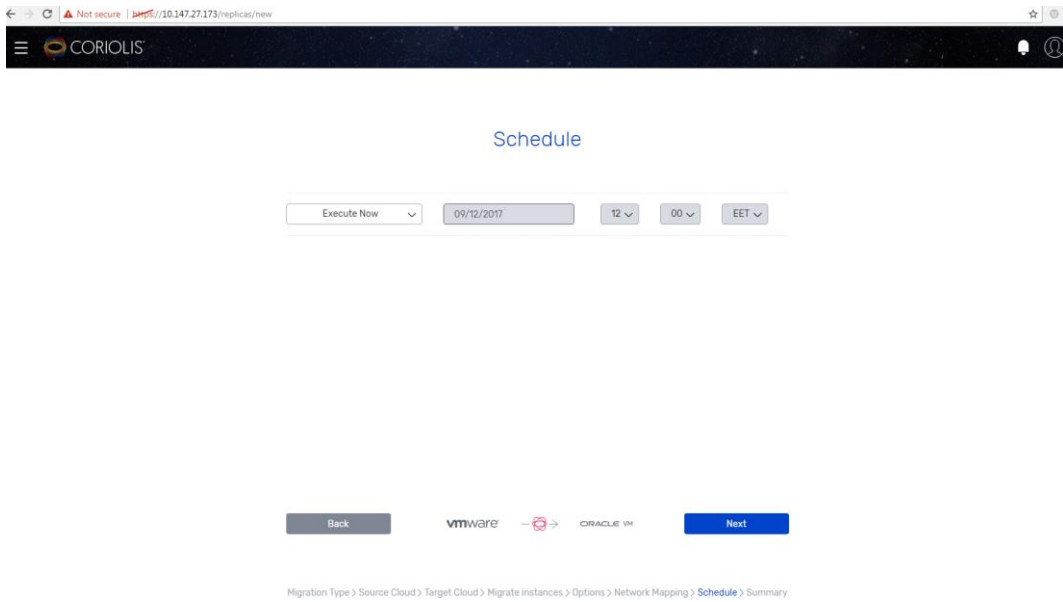 Not secure | https://10.147.27.173/replicas/new
CORIOLIS
Schedule
Execute Now 09/12/2017 12 00 EET
Back vmware ORACLE VM Next
Migration Type > Source Cloud > Target Cloud > Migrate instances > Options > Network Mapping > Schedule > Summary